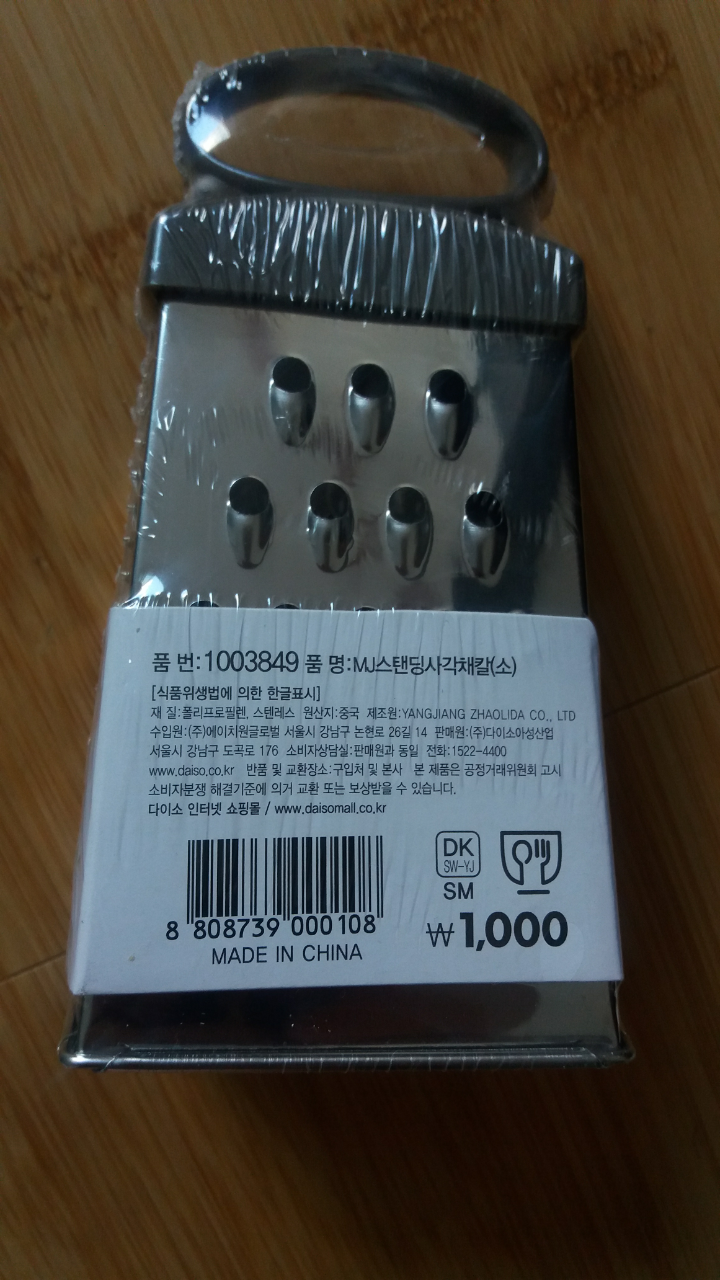 품 번:1003849 품 명:MJ스탠딩사각채칼(소)
[식품위생법에 의한 한글표시]
재 질:폴리프로필렌, 스텐레스 원산지:중국 제조원:YANGJIANG ZHAOLIDA CO., LTD
수입원:(주)에이치원글로벌 서울시 강남구 논현로 26길 14 판매원:(주)다이소아성산업
서울시 강남구 도곡로 176 소비자상담실:판매원과 동일 전화:1522-4400
www.daiso.co.kr 반품 및 교환장소:구입처 및 본사 본 제품은 공정거래위원회 고시
소비자분쟁 해결기준에 의거 교환 또는 보상받을 수 있습니다.
다이소 인터넷 쇼핑몰 / www.daisomall.co.kr
DK
SW-YJ
SM
8 808739 000108
₩1,000
MADE IN CHINA